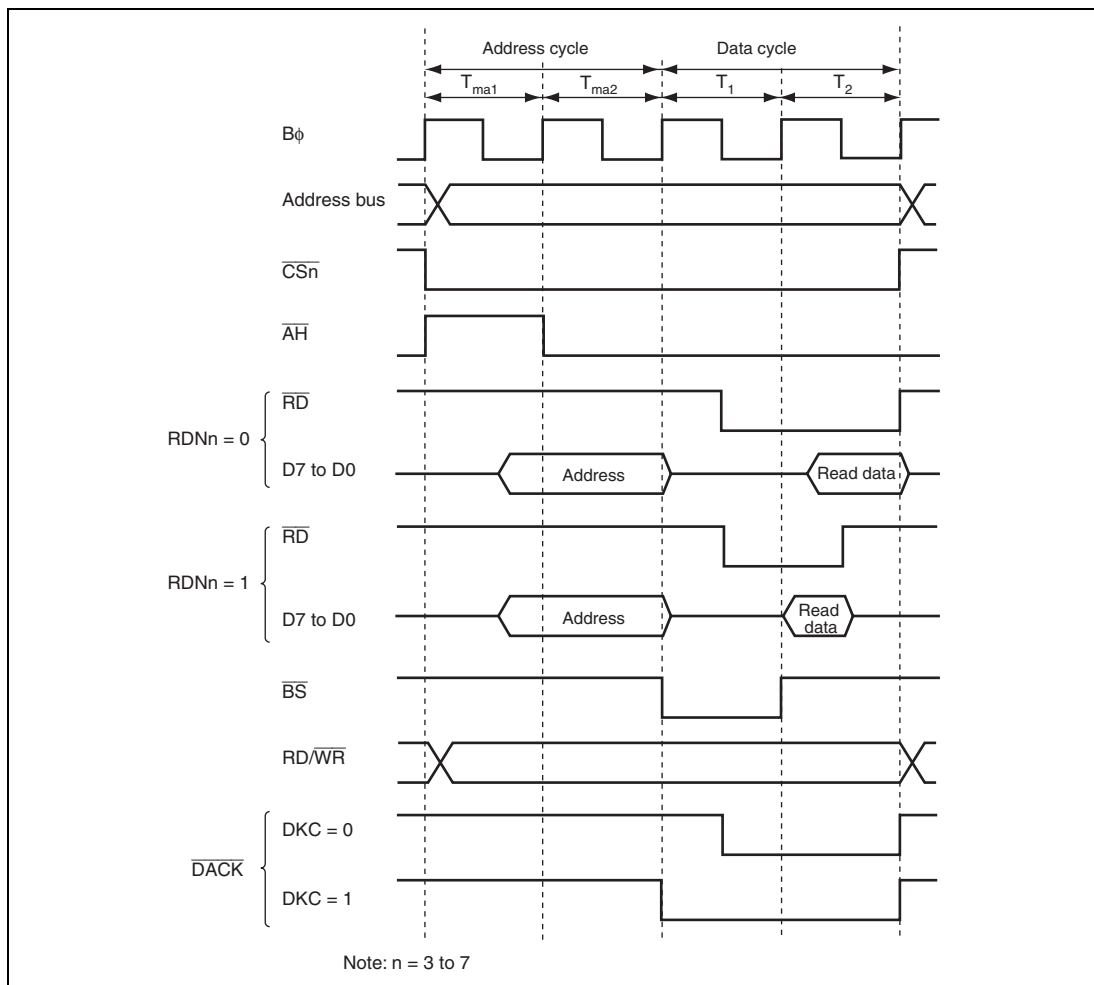 Address cycle Data cycle
Tma1 Tma2 T1 T2
Bϕ
Address bus
CSn
AH
RD
RDNn = 0
D7 to D0 Address Read data
RD
RDNn = 1
D7 to D0 Address Read
data
BS
RD/WR
DKC = 0
DACK
DKC = 1
Note: n = 3 to 7